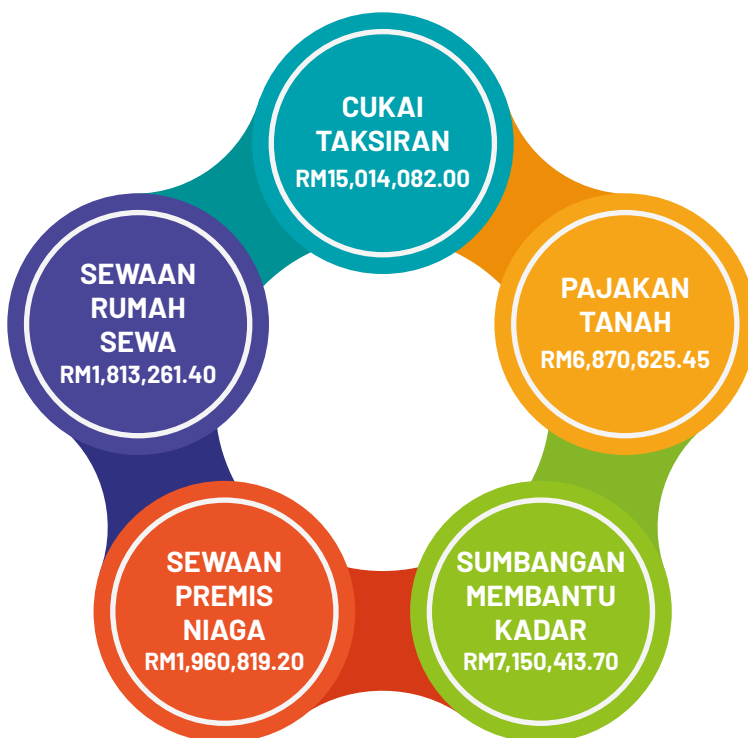 CUKAI
TAKSIRAN
RM15,014,082.00
PAJAKAN
TANAH
RM6,870,625.45
SUMBANGAN
MEMBANTU
KADAR
RM7,150,413.70
SEWAAN
PREMIS
NIAGA
RM1,960,819.20
SEWAAN
RUMAH
SEWA
RM1,813,261.40